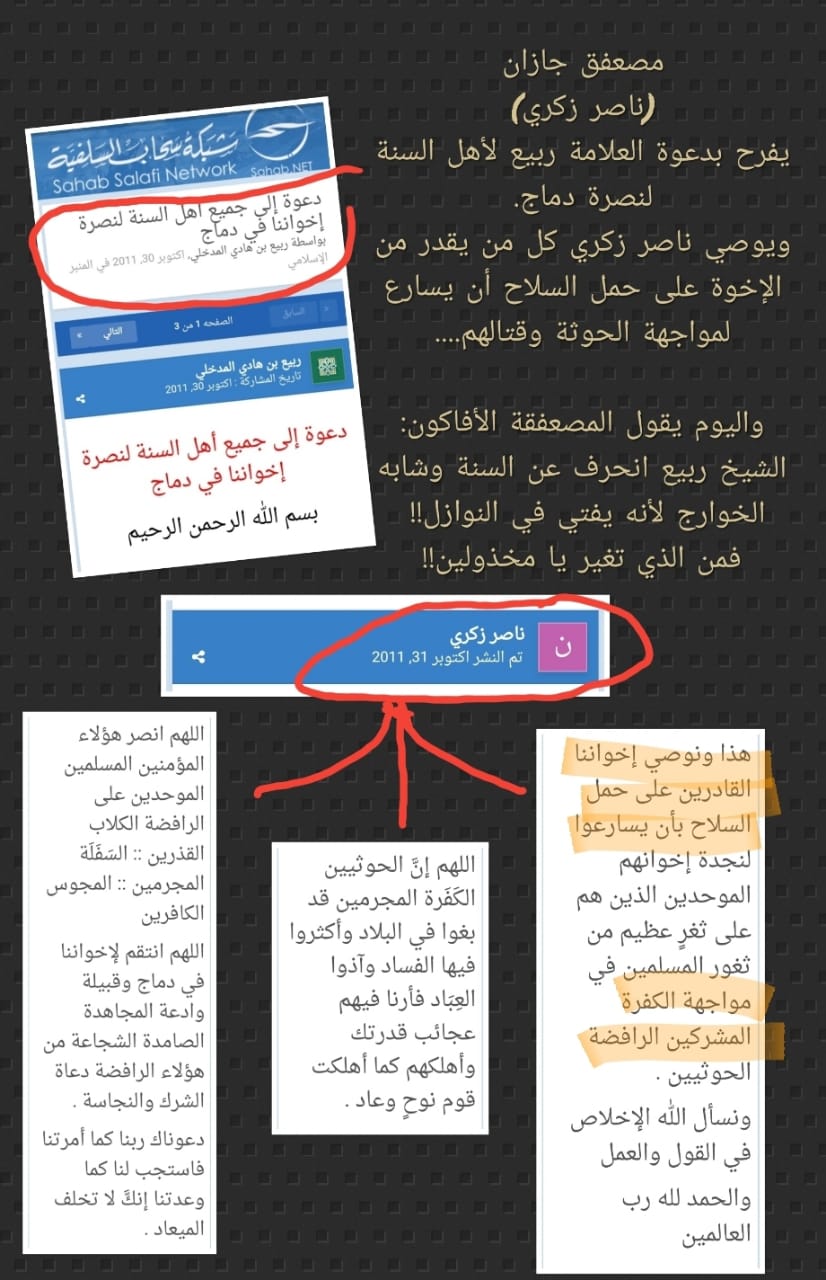 مصعفق جازان
(ناصر زكري)
يفرح بدعوة العلامة ربيع لأهل السنة
لنصرة دماج.
ويوصي ناصر زكري كل من يقدر من
الإخوة على حمل السلاح أن يسارع
لمواجهة الحوثة وقتالهم....
واليوم يقول المصعفقة الأفاكون:
الشيخ ربيع انحرف عن السنة وشابه
الخوارج لأنه يفتي في النوازل!!
فمن الذي تغير يا مخذولين!!
شبكة سحاب السلفية
Sahab Salafi Network Sahab.NET
دعوة إلى جميع أهل السنة لنصرة
إخواننا في دماج
بواسطة ربيع بن هادي المدخلي, اكتوبر 30, 2011 في المنبر
الإسلامي
السابق
الصفحه 1 من 3
التالي
ربيع بن هادي المدخلي
تاريخ المشاركة : اكتوبر 30, 2011
دعوة إلى جميع أهل السنة لنصرة
إخواننا في دماج
بسم الله الرحمن الرحيم
ن
ناصر زكري
تم النشر اكتوبر 31, 2011
هذا ونوصي إخواننا
القادرين على حمل
السلاح بأن يسارعوا
لنجدة إخوانهم
الموحدين الذين هم
على ثغرٍ عظيم من
ثغور المسلمين في
مواجهة الكفرة
المشركين الرافضة
الحوثيين .
ونسأل الله الإخلاص
في القول والعمل
والحمد لله رب
العالمين
اللهم إنَّ الحوثيين
الكَفَرة المجرمين قد
بغوا في البلاد وأكثروا
فيها الفساد وآذوا
العِبَاد فأرنا فيهم
عجائب قدرتك
وأهلكهم كما أهلكت
قوم نوحٍ وعاد .
اللهم انصر هؤلاء
المؤمنين المسلمين
الموحدين على
الرافضة الكلاب
القذرين :: السَفَلَة
المجرمين :: المجوس
الكافرين
اللهم انتقم لإخواننا
في دماج وقبيلة
وادعة المجاهدة
الصامدة الشجاعة من
هؤلاء الرافضة دعاة
الشرك والنجاسة .
دعوناك ربنا كما أمرتنا
فاستجب لنا كما
وعدتنا إنكَّ لا تخلف
الميعاد .